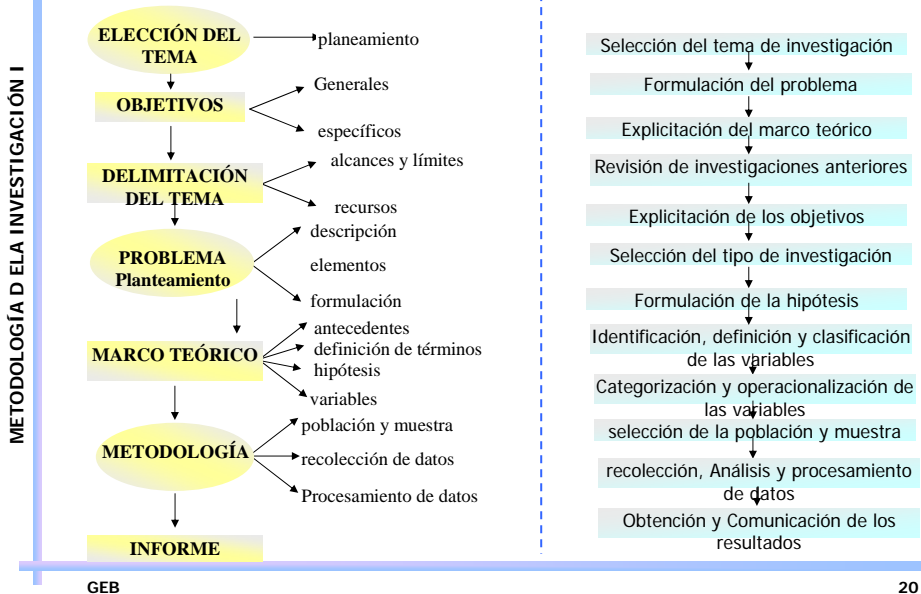 METODOLOGÍA D ELA INVESTIGACIÓN I
ELECCIÓN DEL
TEMA
planeamiento
OBJETIVOS
Generales
específicos
DELIMITACIÓN
DEL TEMA
alcances y límites
recursos
PROBLEMA
Planteamiento
descripción
elementos
formulación
MARCO TEÓRICO
antecedentes
definición de términos
hipótesis
variables
METODOLOGÍA
población y muestra
recolección de datos
Procesamiento de datos
INFORME
Selección del tema de investigación
Formulación del problema
Explicitación del marco teórico
Revisión de investigaciones anteriores
Explicitación de los objetivos
Selección del tipo de investigación
Formulación de la hipótesis
Identificación, definición y clasificación
de las variables
Categorización y operacionalización de
las variables
selección de la población y muestra
recolección, Análisis y procesamiento
de datos
Obtención y Comunicación de los
resultados
GEB
20